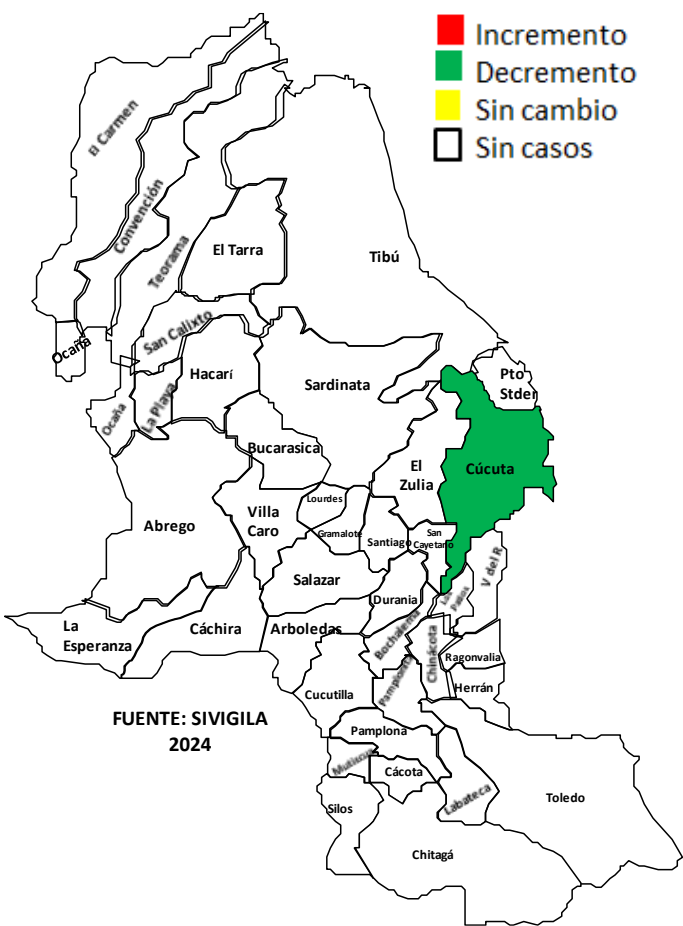 Incremento
Decremento
Sin cambio
Sin casos
El Carmen
Convención
Teorama
El Tarra
Tibú
Ocaña
San Calixto
Hacarí
Sardinata
Pto
Stder
La Playa
Ocaña
Bucarasica
El
Zulia
Cúcuta
Abrego
Villa
Caro
Lourdes
Gramalote
Santiago
San
Cayetano
Salazar
V del R
Los
Patios
Durania
La
Esperanza
Cáchira
Arboledas
Bochalema
Chinácota
Ragonvalia
Pamplonita
Herrán
Cucutilla
FUENTE: SIVIGILA
2024
Pamplona
Mutiscua
Cácota
Labateca
Toledo
Silos
Chitagá